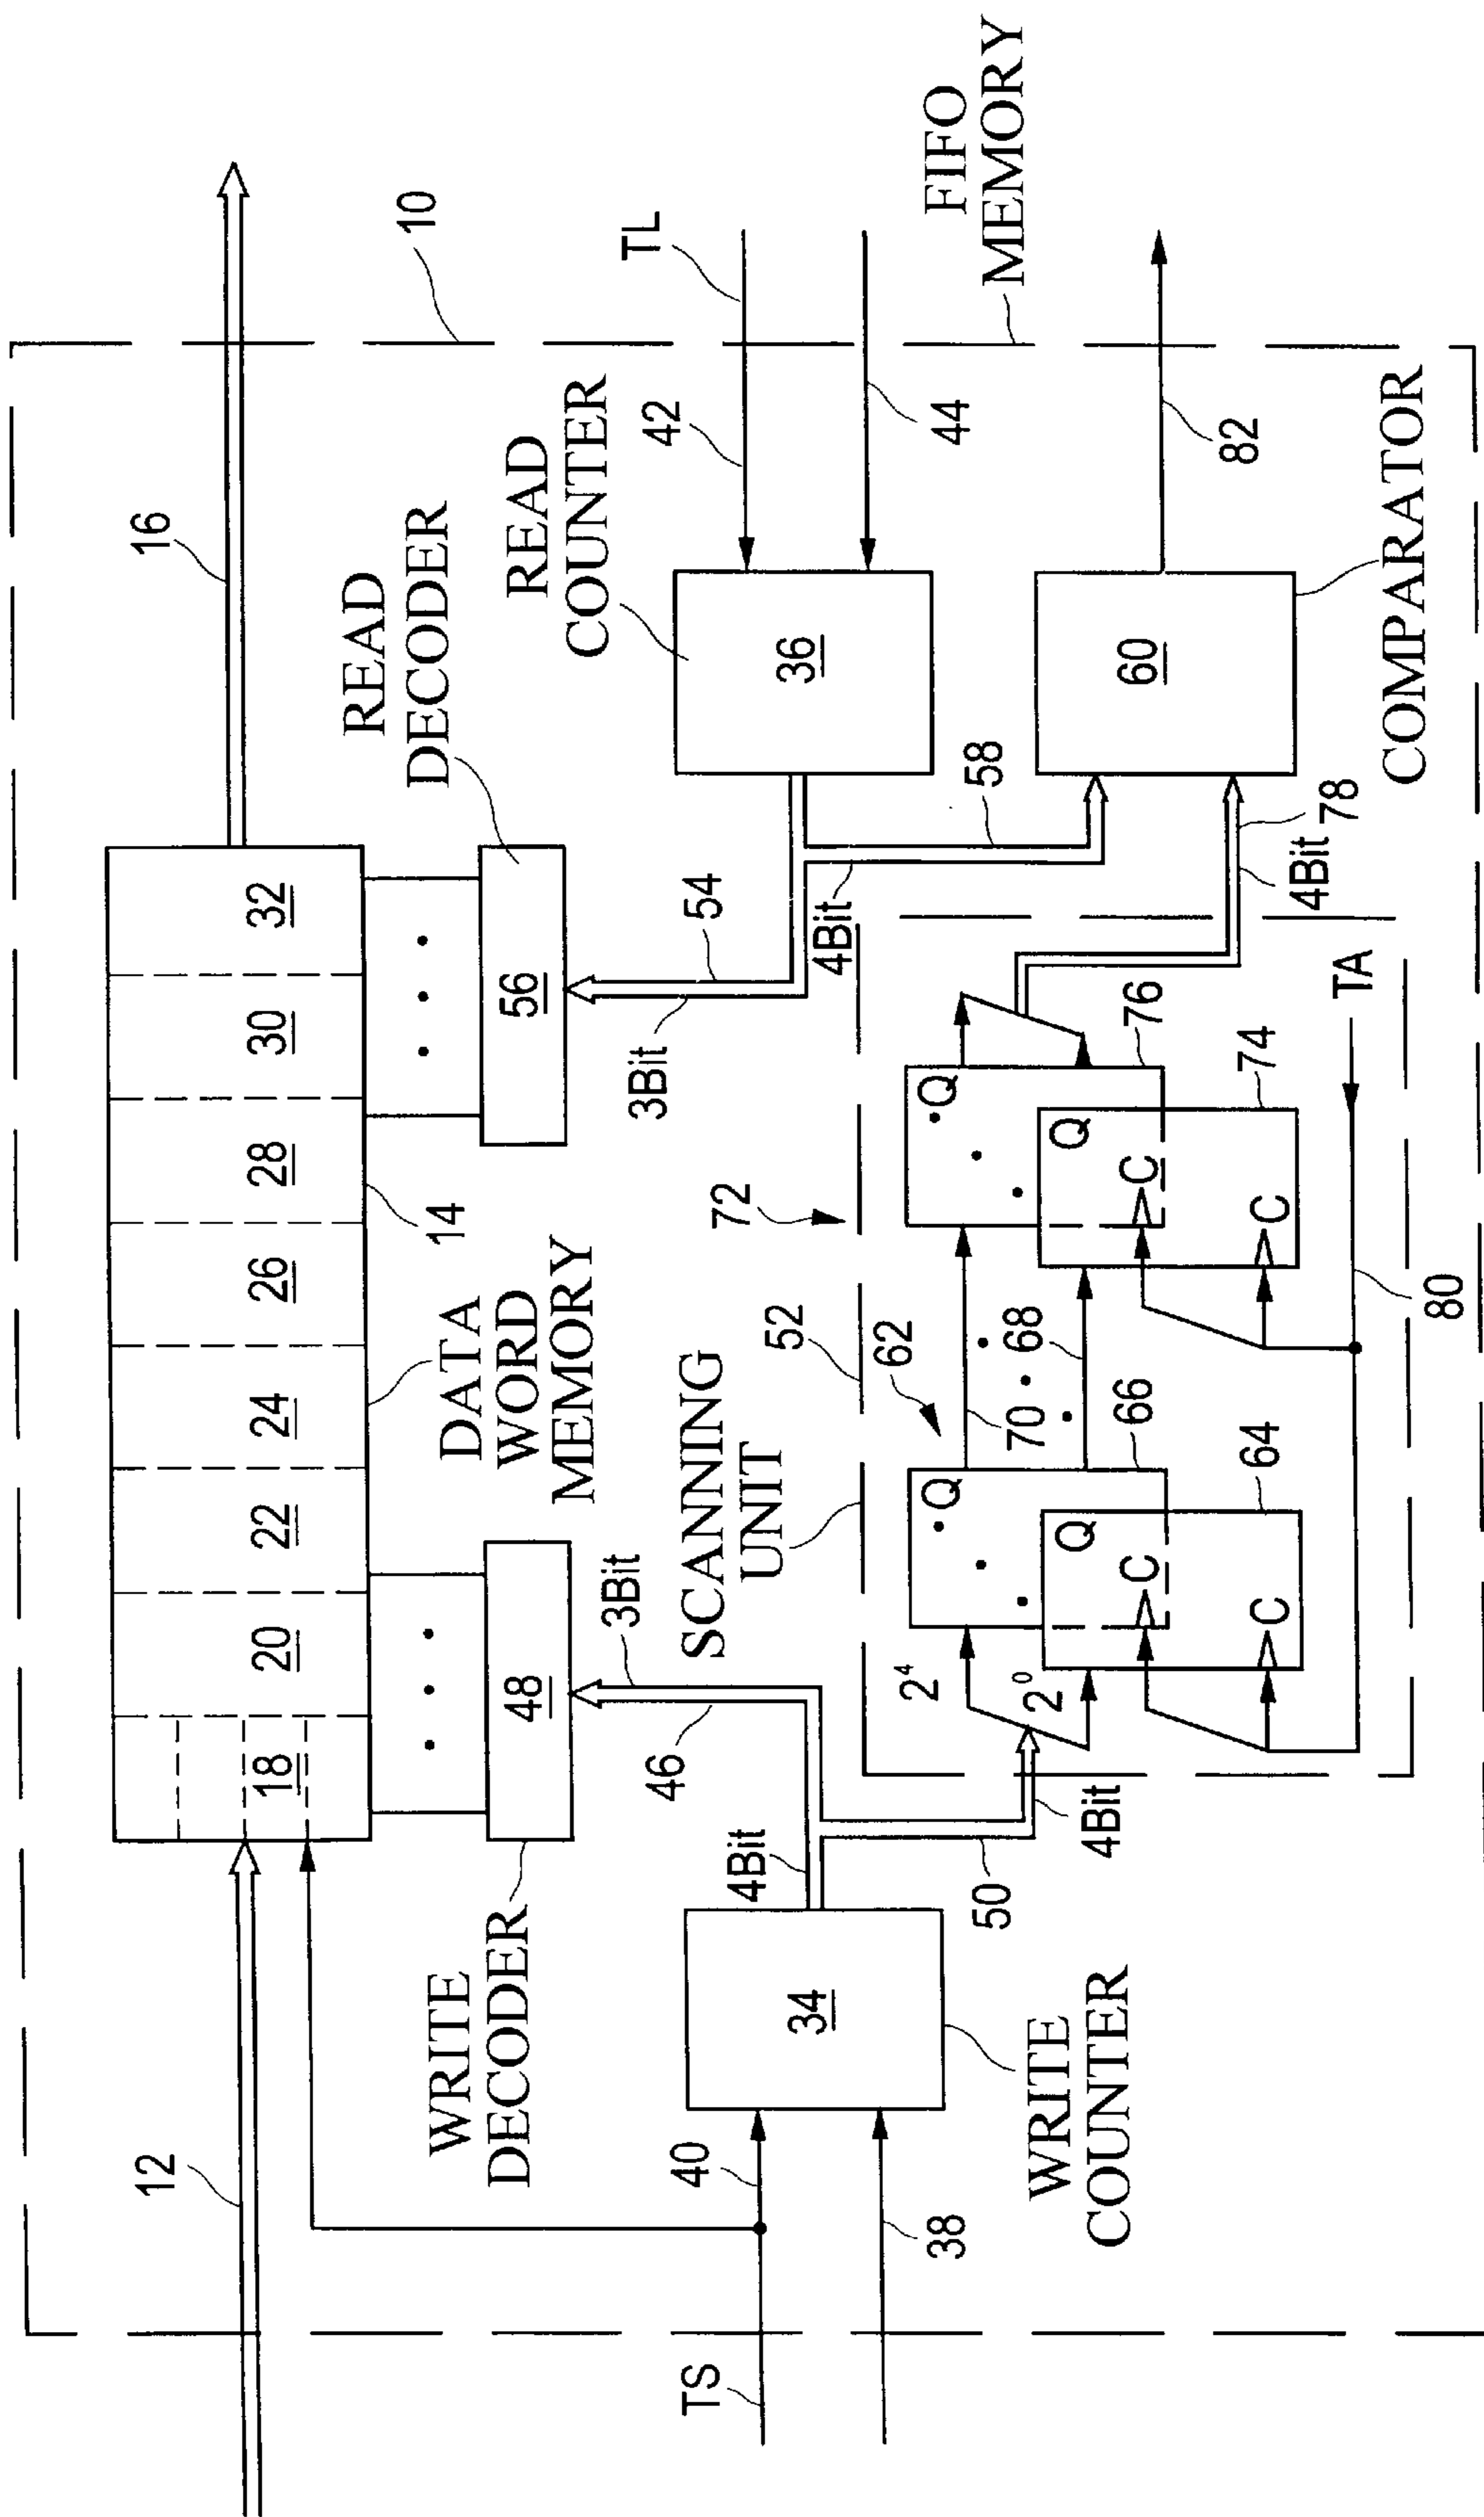 12
16
10
18
20
22
24
26
28
30
32
14
DATA
WORD
MEMORY
WRITE
DECODER
48
READ
DECODER
56
READ
COUNTER
TL
42
44
36
FIFO
MEMORY
TS
40
38
34
WRITE
COUNTER
4Bit
46
3Bit
50
4Bit
SCANNING
UNIT
52
72
3Bit
54
4Bit
58
60
COMPARATOR
82
62
2⁴
2⁰
Q
Q
C
C
66
64
70
68
Q
Q
C
C
76
74
4Bit
78
TA
80